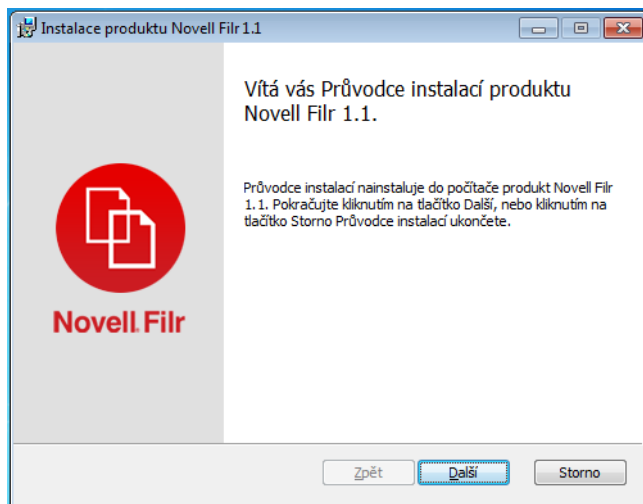 Instalace produktu Novell Filr 1.1
Vítá vás Průvodce instalací produktu
Novell Filr 1.1.
Průvodce instalací nainstaluje do počítače produkt Novell Filr
1.1. Pokračujte kliknutím na tlačítko Další, nebo kliknutím na
tlačítko Storno Průvodce instalací ukončete.
Novell Filr
Zpět
Další
Storno